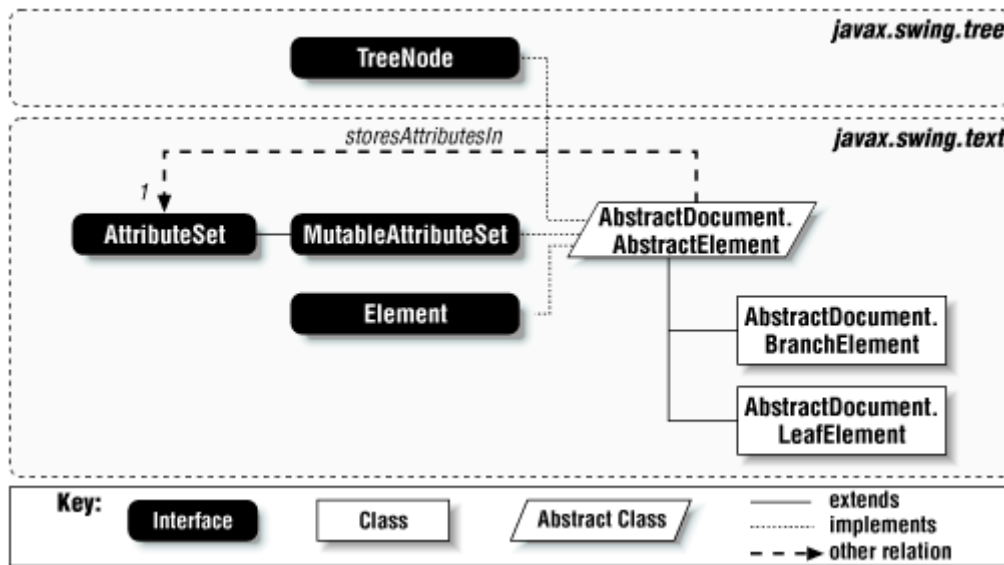 javax.swing.tree
TreeNode
javax.swing.text
storesAttributesIn
1
AttributeSet
MutableAttributeSet
AbstractDocument.
AbstractElement
Element
AbstractDocument.
BranchElement
AbstractDocument.
LeafElement
Key:
Interface
Class
Abstract Class
extends
implements
other relation